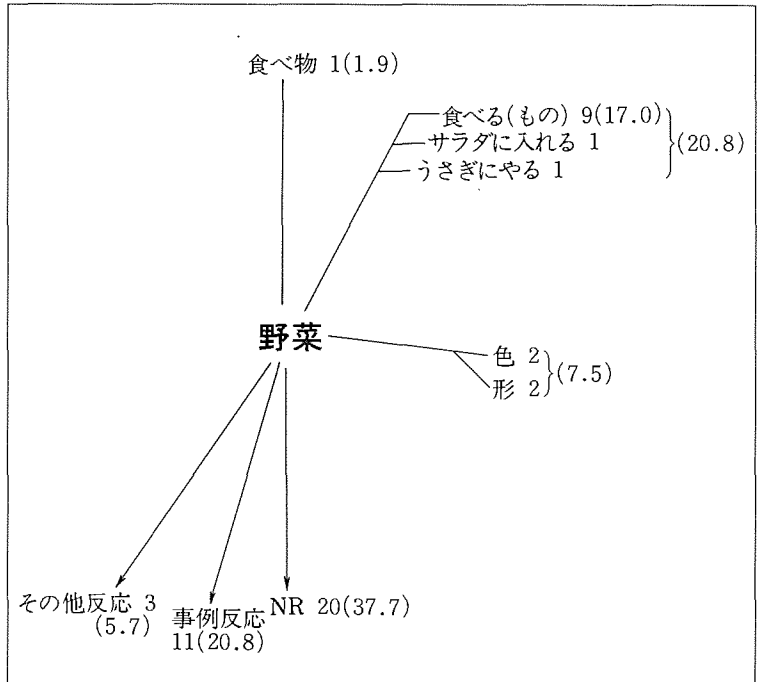 食べ物 1(1.9)
食べる(もの) 9(17.0)
サラダに入れる 1
うさぎにやる 1
(20.8)
野菜
色 2
形 2
(7.5)
その他反応 3
(5.7)
事例反応
11(20.8)
NR 20(37.7)